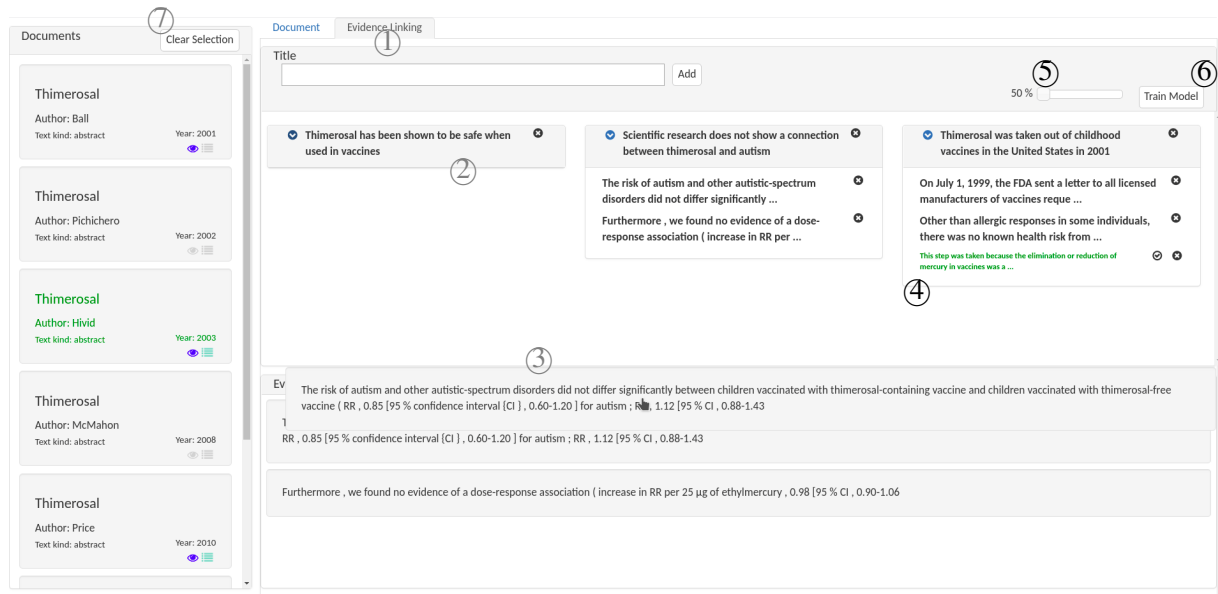 7
Documents
Clear Selection
Thimerosal
Author: Ball
Text kind: abstract
Year: 2001
Thimerosal
Author: Pichichero
Text kind: abstract
Year: 2002
Thimerosal
Author: Hivid
Text kind: abstract
Year: 2003
Thimerosal
Author: McMahon
Text kind: abstract
Year: 2008
Thimerosal
Author: Price
Text kind: abstract
Year: 2010
Document
Evidence Linking
1
Title
Add
5
50 %
6
Train Model
Thimerosal has been shown to be safe when
used in vaccines
2
Scientific research does not show a connection
between thimerosal and autism
The risk of autism and other autistic-spectrum
disorders did not differ significantly ...
Furthermore , we found no evidence of a dose-
response association ( increase in RR per ...
Thimerosal was taken out of childhood
vaccines in the United States in 2001
On July 1, 1999, the FDA sent a letter to all licensed
manufacturers of vaccines reque ...
Other than allergic responses in some individuals,
there was no known health risk from ...
This step was taken because the elimination or reduction of
mercury in vaccines was a ...
4
3
Ev
The risk of autism and other autistic-spectrum disorders did not differ significantly between children vaccinated with thimerosal-containing vaccine and children vaccinated with thimerosal-free
vaccine ( RR , 0.85 [95 % confidence interval {CI } , 0.60-1.20 ] for autism ; RR , 1.12 [95 % CI , 0.88-1.43
RR , 0.85 [95 % confidence interval {CI } , 0.60-1.20 ] for autism ; RR , 1.12 [95 % CI , 0.88-1.43
Furthermore , we found no evidence of a dose-response association ( increase in RR per 25 μg of ethylmercury , 0.98 [95 % CI , 0.90-1.06